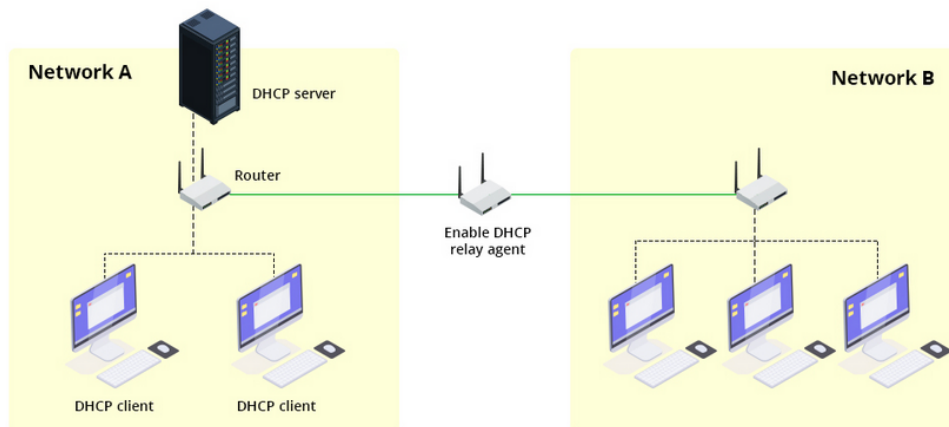 Network A
DHCP server
Network B
Router
Enable DHCP
relay agent
DHCP client
DHCP client